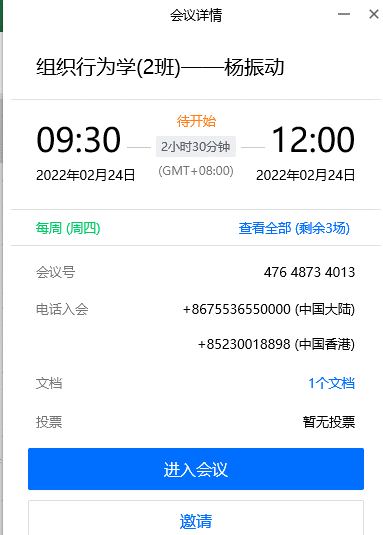 会议详情
组织行为学(2班)——杨振动
待开始
09:30 2小时30分钟 12:00
2022年02月24日 (GMT+08:00) 2022年02月24日
每周 (周四) 查看全部 (剩余3场)
会议号 476 4873 4013
电话入会 +8675536550000 (中国大陆)
+85230018898 (中国香港)
文档 1个文档
投票 暂无投票
进入会议
邀请